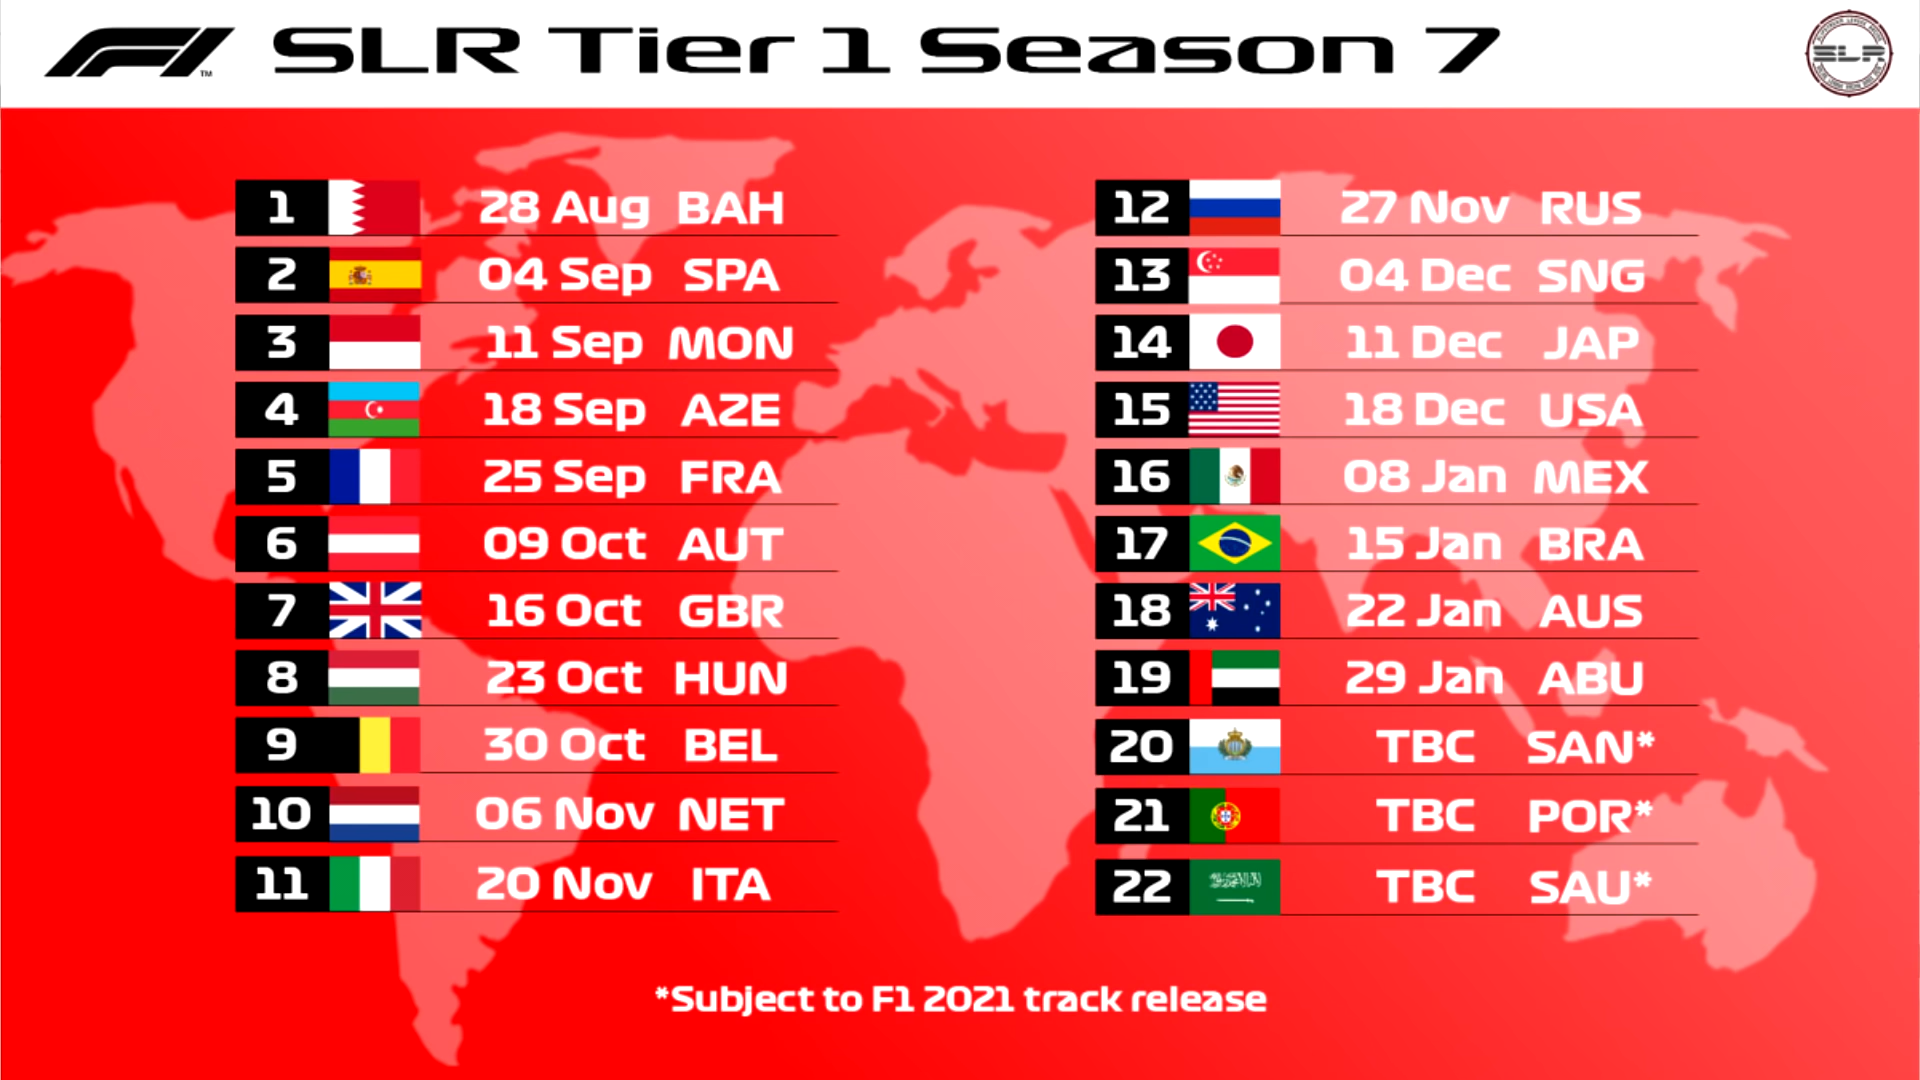 F1 TM SLR Tier 1 Season 7
SLR
1 28 Aug BAH
2 04 Sep SPA
3 11 Sep MON
4 18 Sep AZE
5 25 Sep FRA
6 09 Oct AUT
7 16 Oct GBR
8 23 Oct HUN
9 30 Oct BEL
10 06 Nov NET
11 20 Nov ITA
12 27 Nov RUS
13 04 Dec SNG
14 11 Dec JAP
15 18 Dec USA
16 08 Jan MEX
17 15 Jan BRA
18 22 Jan AUS
19 29 Jan ABU
20 TBC SAN*
21 TBC POR*
22 TBC SAU*
*Subject to F1 2021 track release